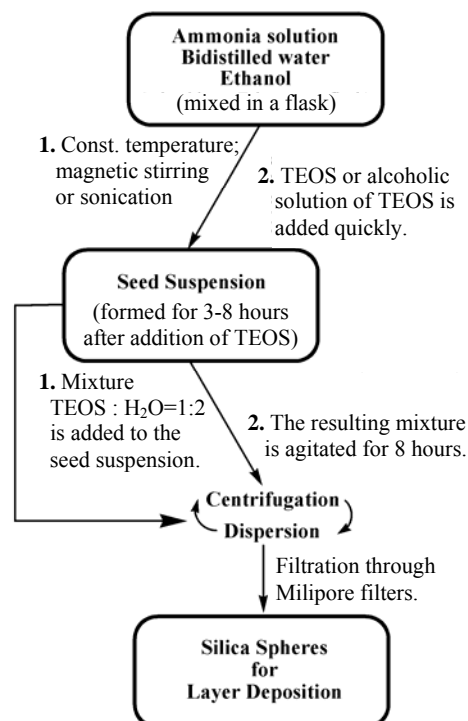 Ammonia solution
Bidistilled water
Ethanol
(mixed in a flask)
1. Const. temperature;
magnetic stirring
or sonication
2. TEOS or alcoholic
solution of TEOS is
added quickly.
Seed Suspension
(formed for 3-8 hours
after addition of TEOS)
1. Mixture
TEOS : H₂O=1:2
is added to the
seed suspension.
2. The resulting mixture
is agitated for 8 hours.
Centrifugation
Dispersion
Filtration through
Milipore filters.
Silica Spheres
for
Layer Deposition